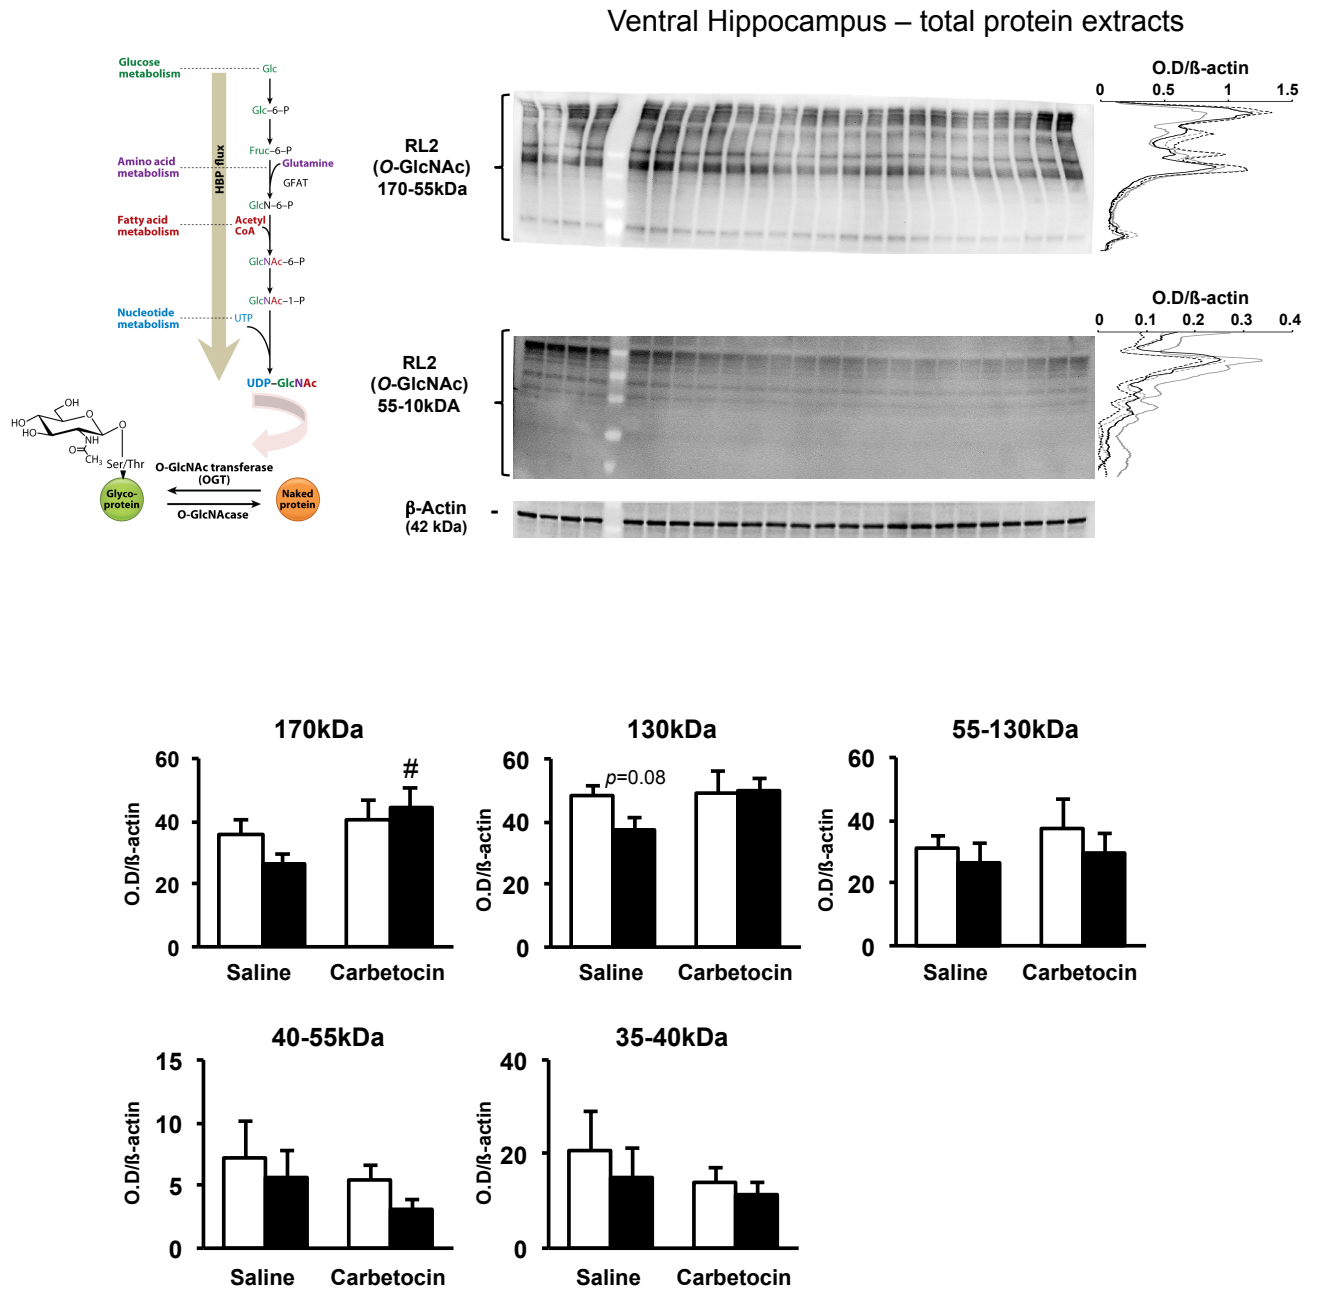 Ventral Hippocampus – total protein extracts
Glucose
metabolism
Glc
Glc–6–P
Fruc–6–P
Amino acid
metabolism
Glutamine
GFAT
HBP flux
GlcN–6–P
Fatty acid
metabolism
Acetyl
CoA
GlcNAc–6–P
GlcNAc–1–P
Nucleotide
metabolism
UTP
UDP–GlcNAc
OH
HO
HO
O
O
NH
O
CH3
Ser/Thr
O-GlcNAc transferase
(OGT)
Glyco-
protein
Naked
protein
O-GlcNAcase
RL2
(O-GlcNAc)
170-55kDa
O.D/ß-actin
0 0.5 1 1.5
RL2
(O-GlcNAc)
55-10kDA
O.D/ß-actin
0 0.1 0.2 0.3 0.4
β-Actin
(42 kDa)
-
170kDa
O.D/ß-actin
60
40
20
0
#
Saline Carbetocin
130kDa
O.D/ß-actin
60
40
20
0
p=0.08
Saline Carbetocin
55-130kDa
O.D/ß-actin
60
40
20
0
Saline Carbetocin
40-55kDa
O.D/ß-actin
15
10
5
0
Saline Carbetocin
35-40kDa
O.D/ß-actin
40
20
0
Saline Carbetocin